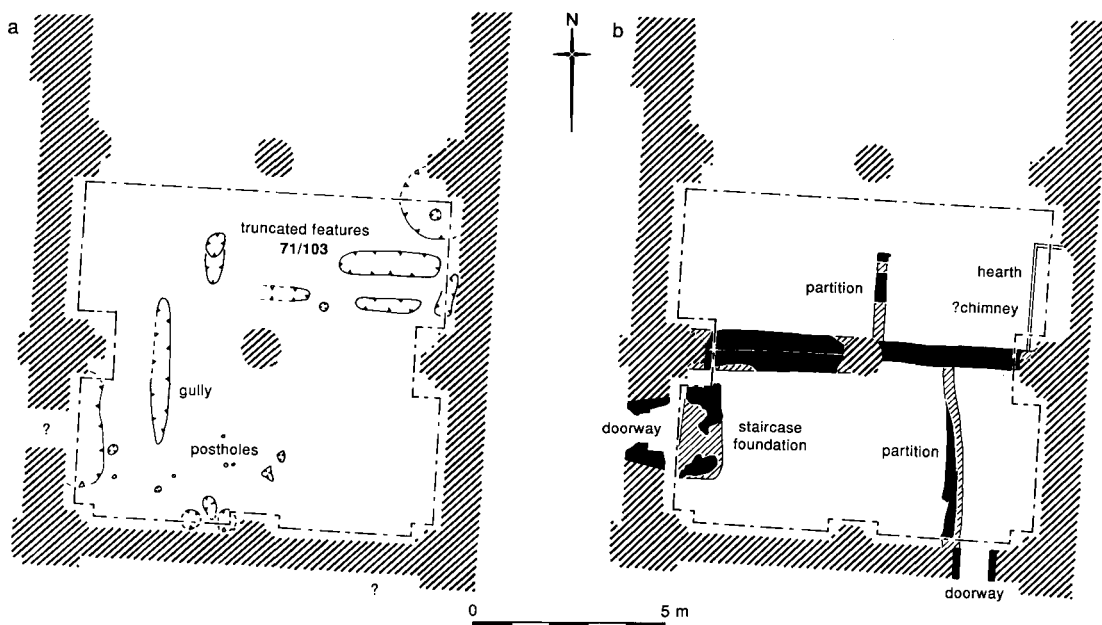 a
N
b
truncated features
71/103
gully
postholes
?
?
hearth
?chimney
partition
doorway
staircase
foundation
partition
doorway
0
5 m